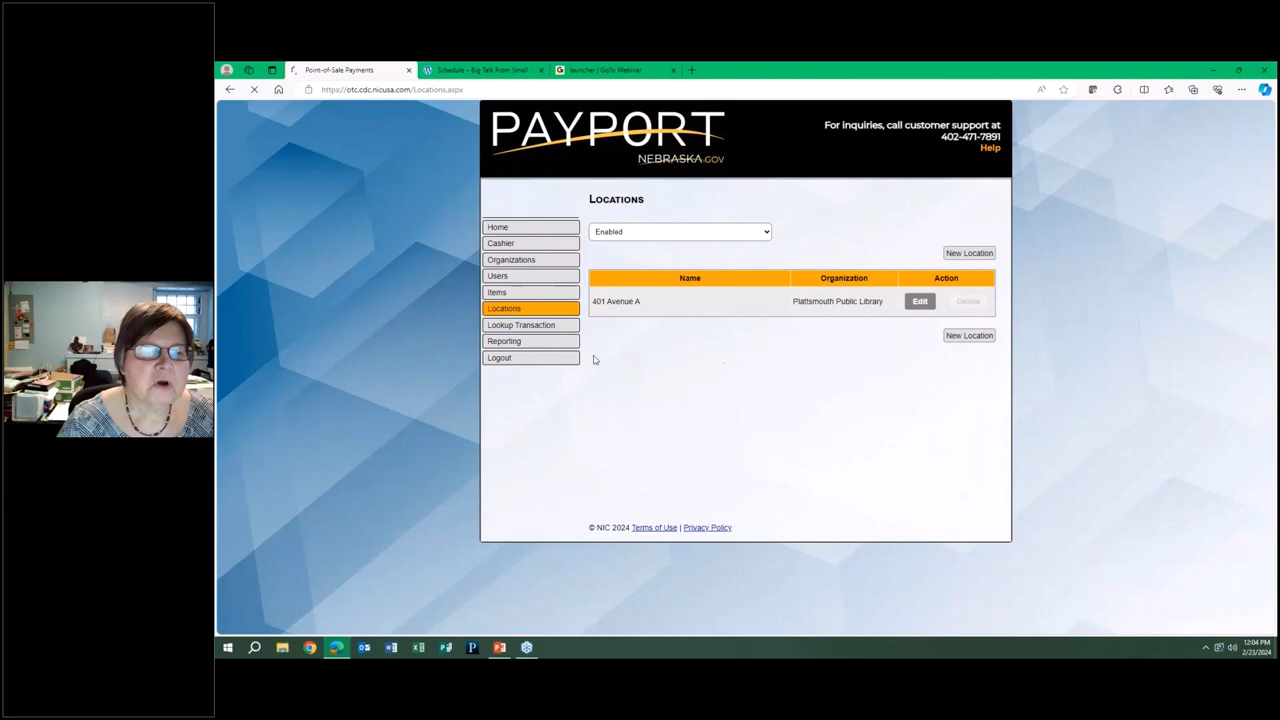 Point-of-Sale Payments
Schedule – Big Talk From Small
launcher | GoTo Webinar
https://otc.cdc.nicusa.com/Locations.aspx
PAYPORT
NEBRASKA.GOV
For inquiries, call customer support at
402-471-7891
Help
Locations
Home
Cashier
Organizations
Users
Items
Locations
Lookup Transaction
Reporting
Logout
Enabled
New Location
Name Organization Action
401 Avenue A Plattsmouth Public Library Edit Delete
New Location
© NIC 2024 Terms of Use | Privacy Policy
12:04 PM
2/23/2024